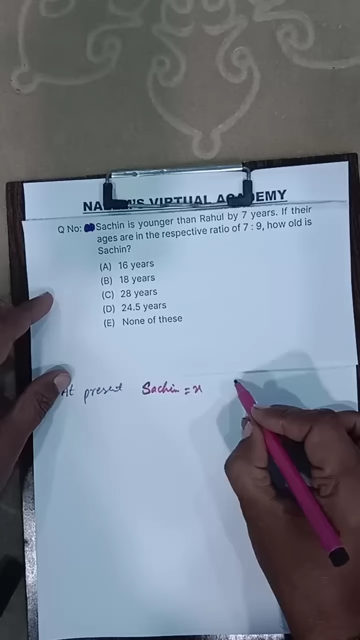 VIRTUAL ACADEMY
Q No: Sachin is younger than Rahul by 7 years. If their
ages are in the respective ratio of 7 : 9, how old is
Sachin?
(A) 16 years
(B) 18 years
(C) 28 years
(D) 24.5 years
(E) None of these
At present Sachin = x